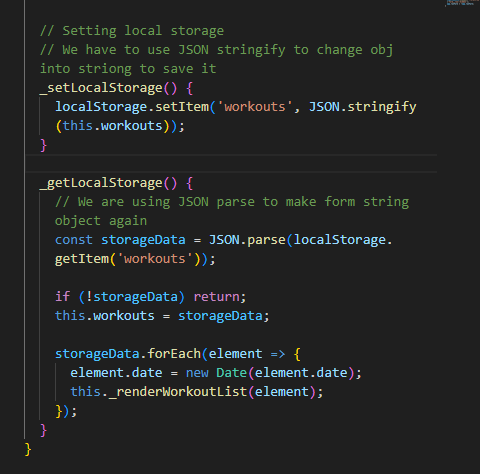 // Setting local storage
// We have to use JSON stringify to change obj
into striong to save it
_setLocalStorage() {
localStorage.setItem('workouts', JSON.stringify
(this.workouts));
}
_getLocalStorage() {
// We are using JSON parse to make form string
object again
const storageData = JSON.parse(localStorage.
getItem('workouts'));
if (!storageData) return;
this.workouts = storageData;
storageData.forEach(element => {
element.date = new Date(element.date);
this._renderWorkoutList(element);
});
}
}